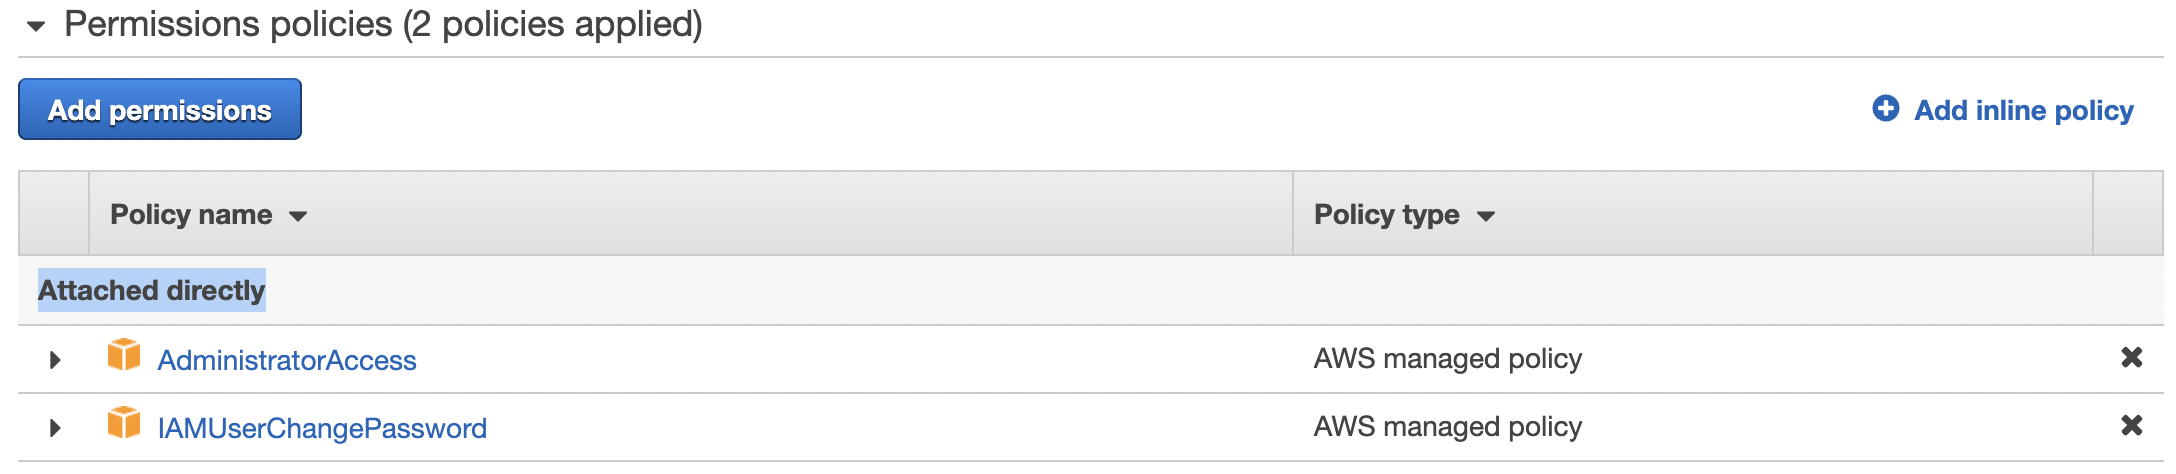 Permissions policies (2 policies applied)
Add permissions
Add inline policy
Policy name
Policy type
Attached directly
AdministratorAccess
AWS managed policy
IAMUserChangePassword
AWS managed policy